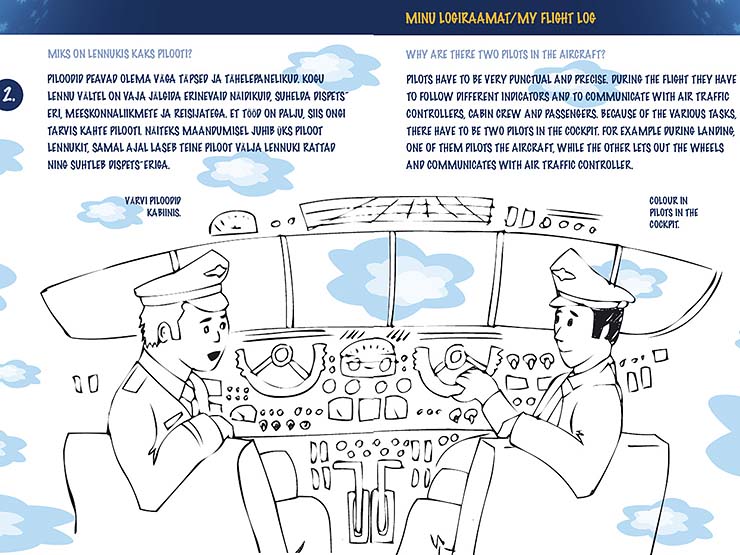 MINU LOGIRAAMAT/MY FLIGHT LOG
2.
MIKS ON LENNUKIS KAKS PILOOTI?
PILOODID PEAVAD OLEMA VÄGA TÄPSED JA TÄHELEPANELIKUD. KOGU
LENNU VÄLTEL ON VAJA JÄLGIDA ERINEVAID NÄIDIKUID, SUHELDA DISPETŠ-
ERI, MEESKONNALIIKMETE JA REISIJATEGA. ET TÖÖD ON PALJU, SIIS ONGI
TARVIS KAHTE PILOOTI. NÄITEKS MAANDUMISEL JUHIB ÜKS PILOOT
LENNUKIT, SAMAL AJAL LASEB TEINE PILOOT VÄLJA LENNUKI RATTAD
NING SUHTLEB DISPETŠERIGA.
VÄRVI PILOODID
KABIINIS.
WHY ARE THERE TWO PILOTS IN THE AIRCRAFT?
PILOTS HAVE TO BE VERY PUNCTUAL AND PRECISE. DURING THE FLIGHT THEY HAVE
TO FOLLOW DIFFERENT INDICATORS AND TO COMMUNICATE WITH AIR TRAFFIC
CONTROLLERS, CABIN CREW AND PASSENGERS. BECAUSE OF THE VARIOUS TASKS,
THERE HAVE TO BE TWO PILOTS IN THE COCKPIT. FOR EXAMPLE DURING LANDING,
ONE OF THEM PILOTS THE AIRCRAFT, WHILE THE OTHER LETS OUT THE WHEELS
AND COMMUNICATES WITH AIR TRAFFIC CONTROLLER.
COLOUR IN
PILOTS IN THE
COCKPIT.